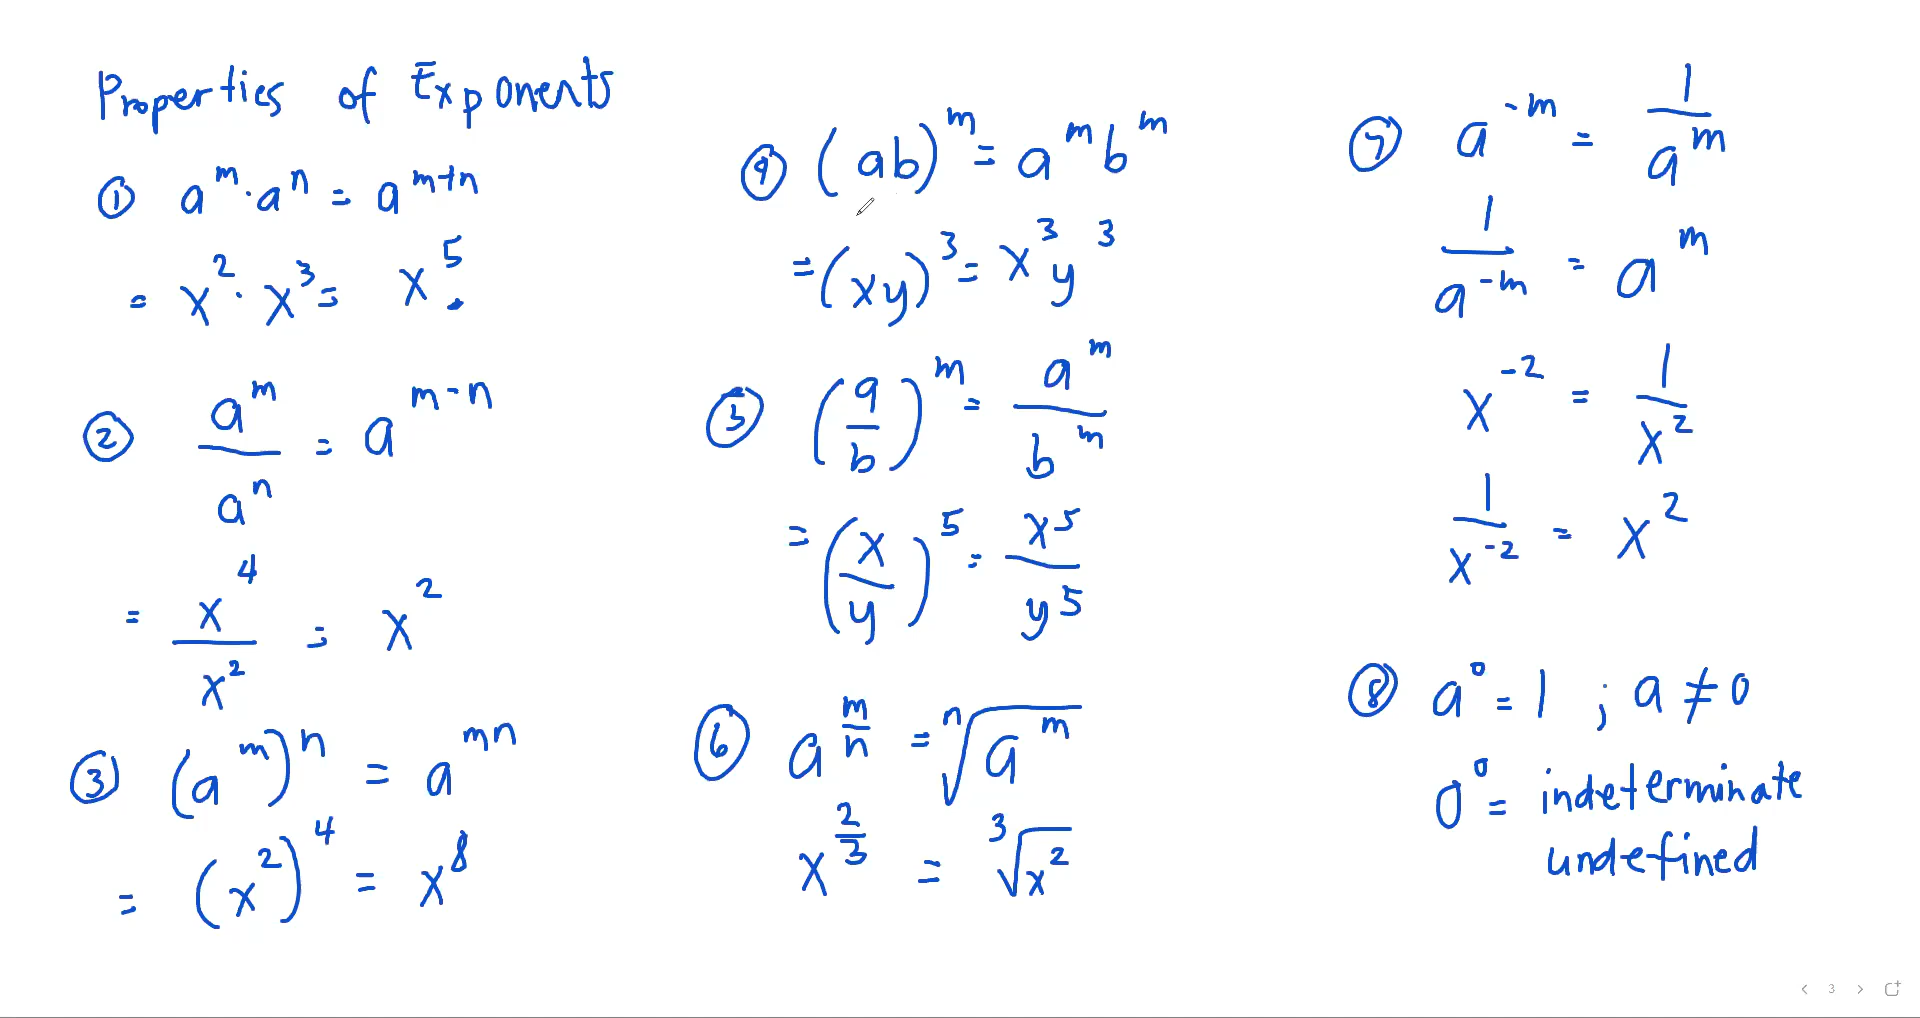 Properties of Exponents
① a^m · a^n = a^{m+n}
= x^2 · x^3 = x^5.
② a^m / a^n = a^{m-n}
= x^4 / x^2 = x^2
③ (a^m)^n = a^{mn}
= (x^2)^4 = x^8
④ (ab)^m = a^m b^m
= (xy)^3 = x^3 y^3
⑤ (a/b)^m = a^m / b^m
= (x/y)^5 = x^5 / y^5
⑥ a^{m/n} = ⁿ√(a^m)
x^{2/3} = ³√(x^2)
⑦ a^{-m} = 1 / a^m
1 / a^{-m} = a^m
x^{-2} = 1 / x^2
1 / x^{-2} = x^2
⑧ a^0 = 1 ; a ≠ 0
0^0 = indeterminate
undefined
< 3 >